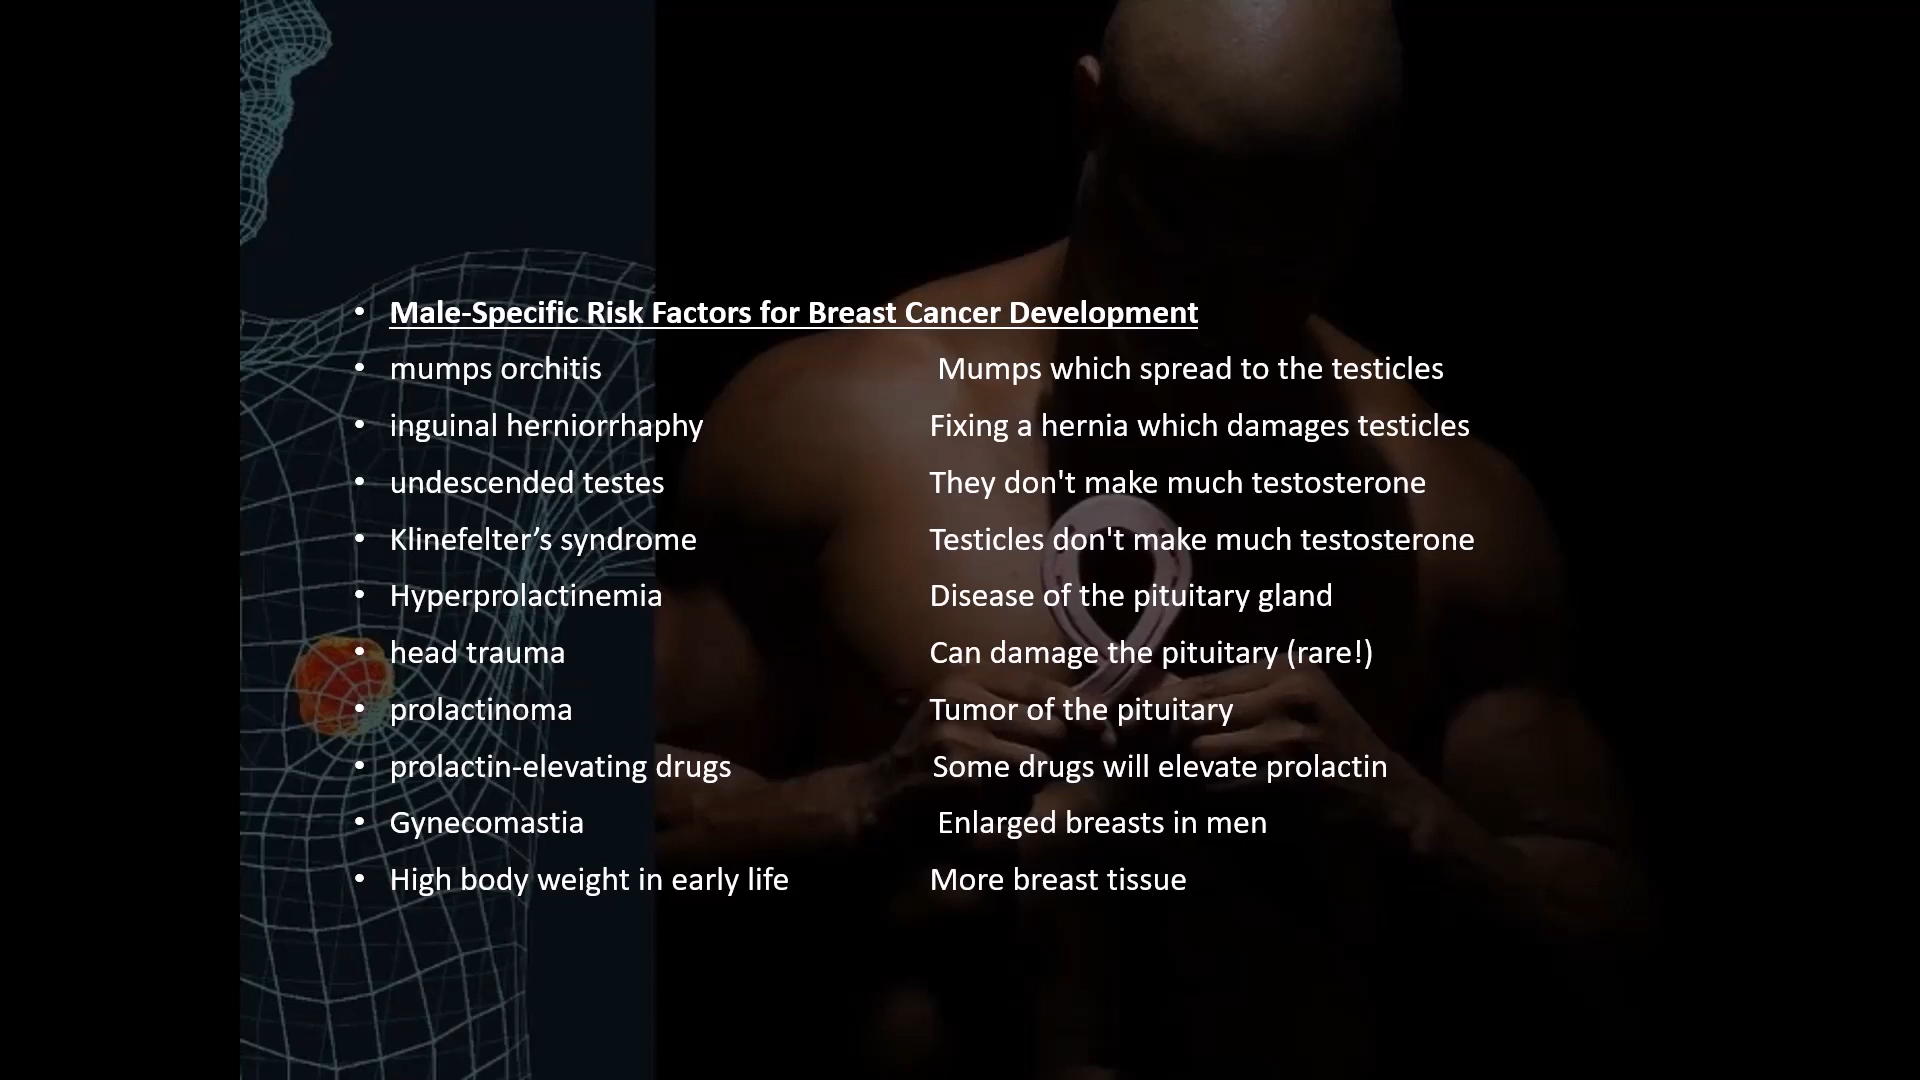 • Male-Specific Risk Factors for Breast Cancer Development
• mumps orchitis Mumps which spread to the testicles
• inguinal herniorrhaphy Fixing a hernia which damages testicles
• undescended testes They don't make much testosterone
• Klinefelter’s syndrome Testicles don't make much testosterone
• Hyperprolactinemia Disease of the pituitary gland
• head trauma Can damage the pituitary (rare!)
• prolactinoma Tumor of the pituitary
• prolactin-elevating drugs Some drugs will elevate prolactin
• Gynecomastia Enlarged breasts in men
• High body weight in early life More breast tissue